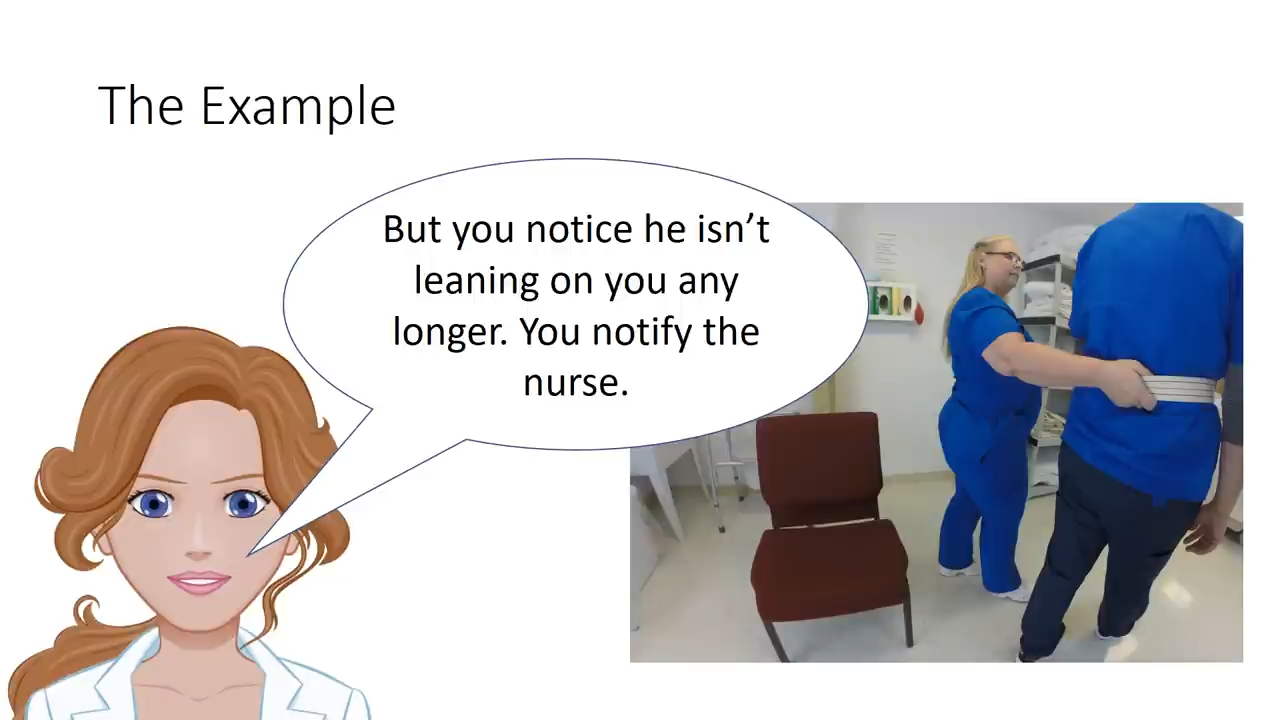 The Example
But you notice he isn’t
leaning on you any
longer. You notify the
nurse.